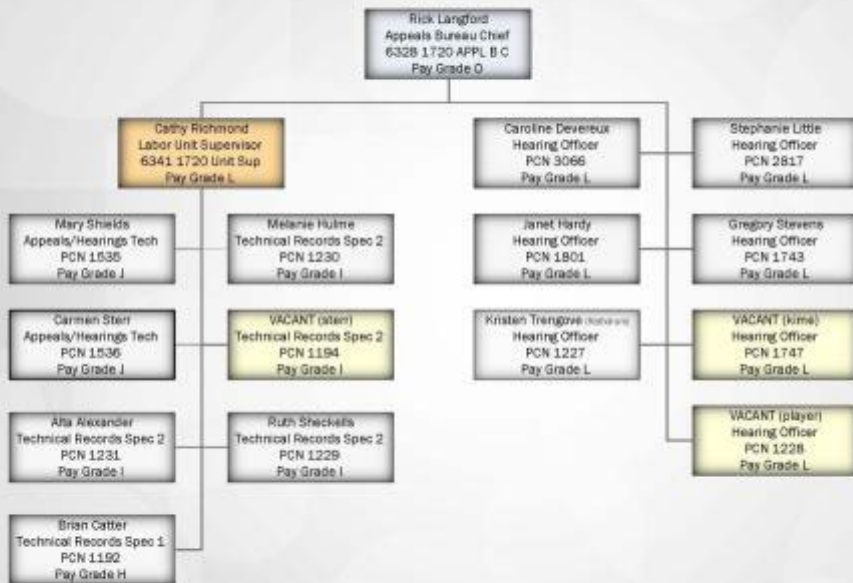 Rick Langford
Appeals Bureau Chief
6328 1720 APPL B C
Pay Grade O
Cathy Richmond
Labor Unit Supervisor
6341 1720 Unit Sup
Pay Grade L
Mary Shields
Appeals/Hearings Tech
PCN 1535
Pay Grade J
Melanie Hulme
Technical Records Spec 2
PCN 1230
Pay Grade I
Carmen Sterr
Appeals/Hearings Tech
PCN 1536
Pay Grade J
VACANT (sterr)
Technical Records Spec 2
PCN 1194
Pay Grade I
Alta Alexander
Technical Records Spec 2
PCN 1231
Pay Grade I
Ruth Sheckells
Technical Records Spec 2
PCN 1229
Pay Grade I
Brian Catter
Technical Records Spec 1
PCN 1192
Pay Grade H
Caroline Devereux
Hearing Officer
PCN 3066
Pay Grade L
Stephanie Little
Hearing Officer
PCN 2817
Pay Grade L
Janet Hardy
Hearing Officer
PCN 1801
Pay Grade L
Gregory Stevens
Hearing Officer
PCN 1743
Pay Grade L
Kristen Trengove
Hearing Officer
PCN 1227
Pay Grade L
VACANT (kime)
Hearing Officer
PCN 1747
Pay Grade L
VACANT (player)
Hearing Officer
PCN 1228
Pay Grade L